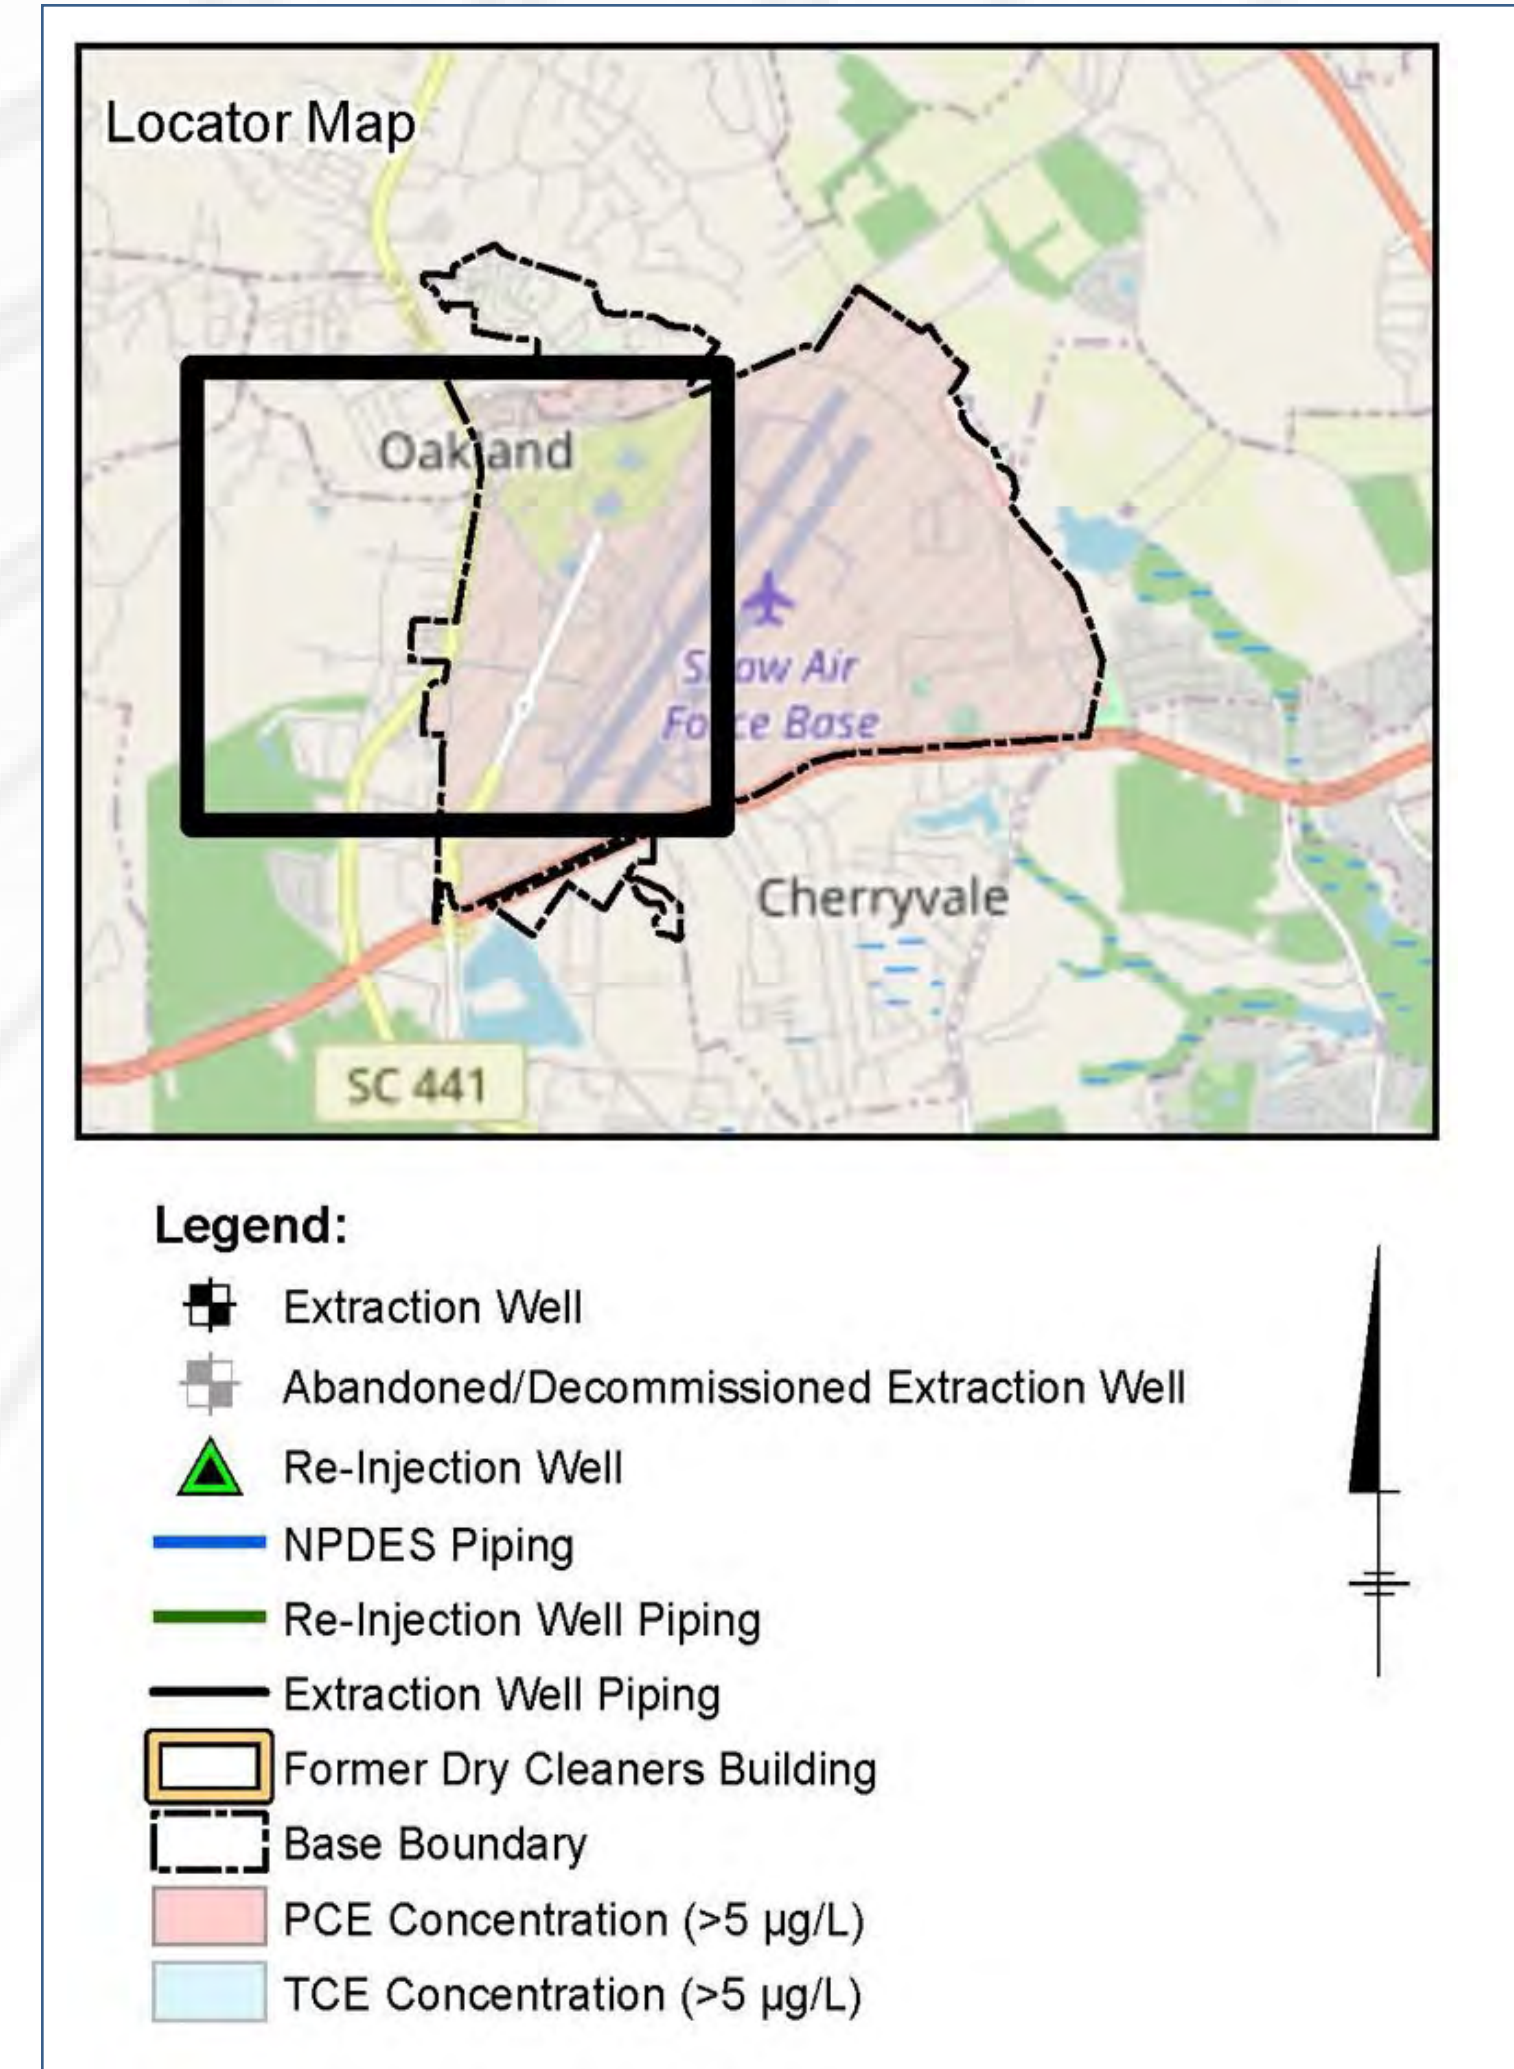 Locator Map
Oakland
Shaw Air
Force Base
Cherryvale
SC 441
Legend:
Extraction Well
Abandoned/Decommissioned Extraction Well
Re-Injection Well
NPDES Piping
Re-Injection Well Piping
Extraction Well Piping
Former Dry Cleaners Building
Base Boundary
PCE Concentration (>5 µg/L)
TCE Concentration (>5 µg/L)